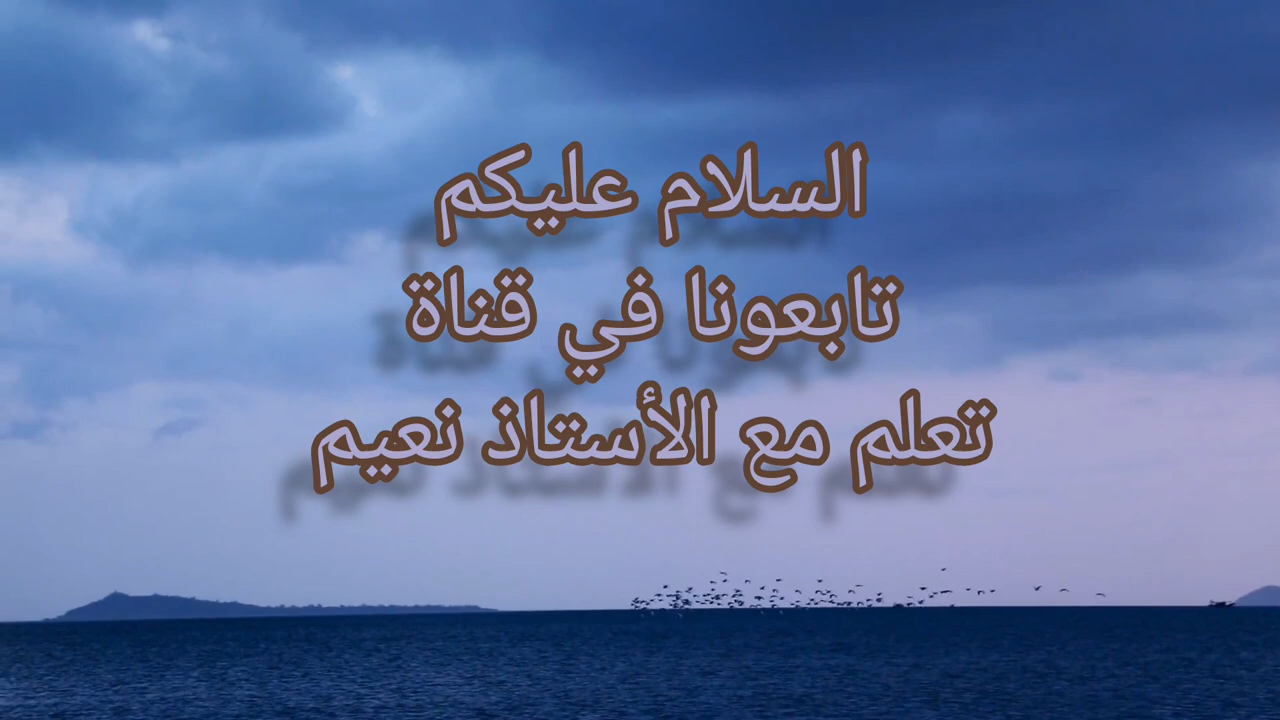 السلام عليكم
تابعونا في قناة
تعلم مع الأستاذ نعيم